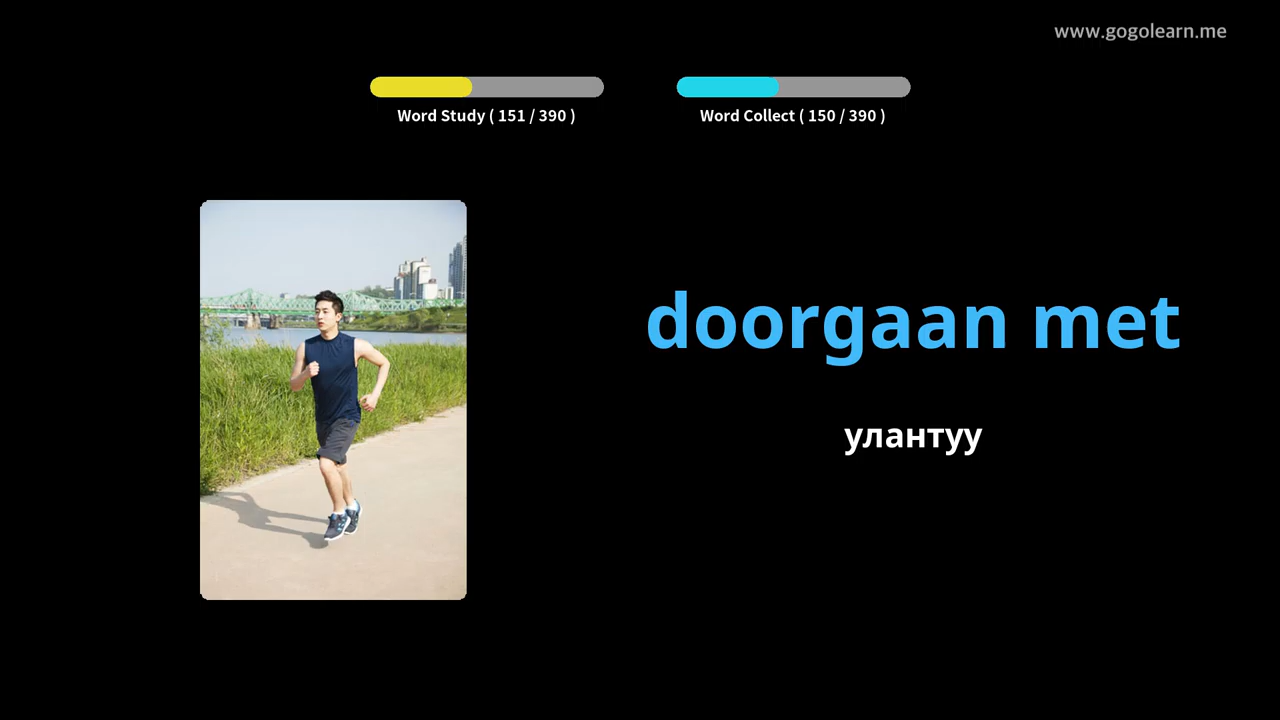 www.gogolearn.me
Word Study ( 151 / 390 )
Word Collect ( 150 / 390 )
doorgaan met
улантуу